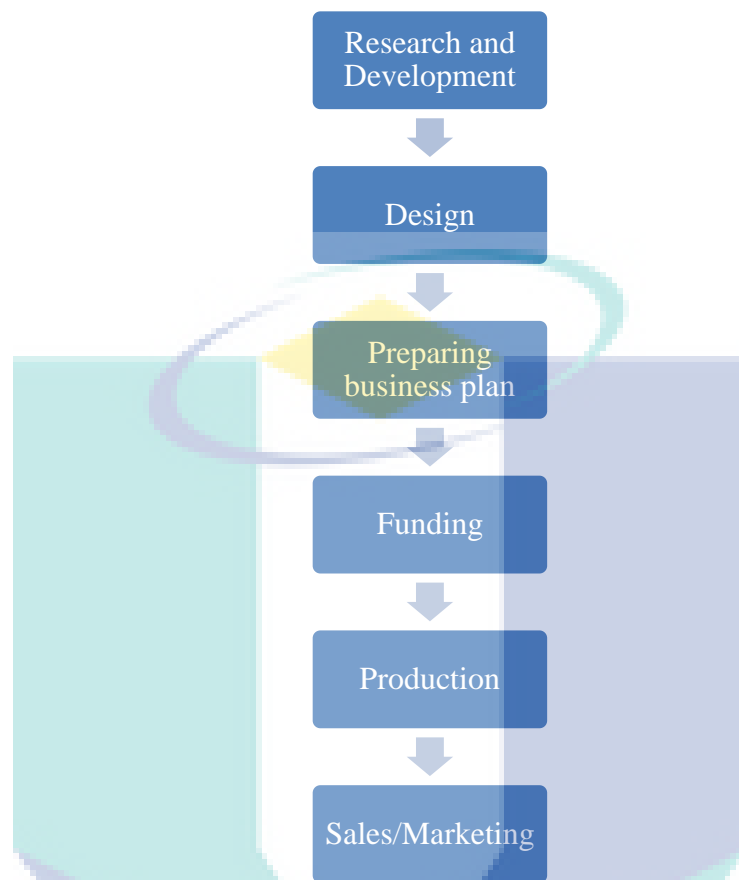 Research and
Development
Design
Preparing
business plan
Funding
Production
Sales/Marketing